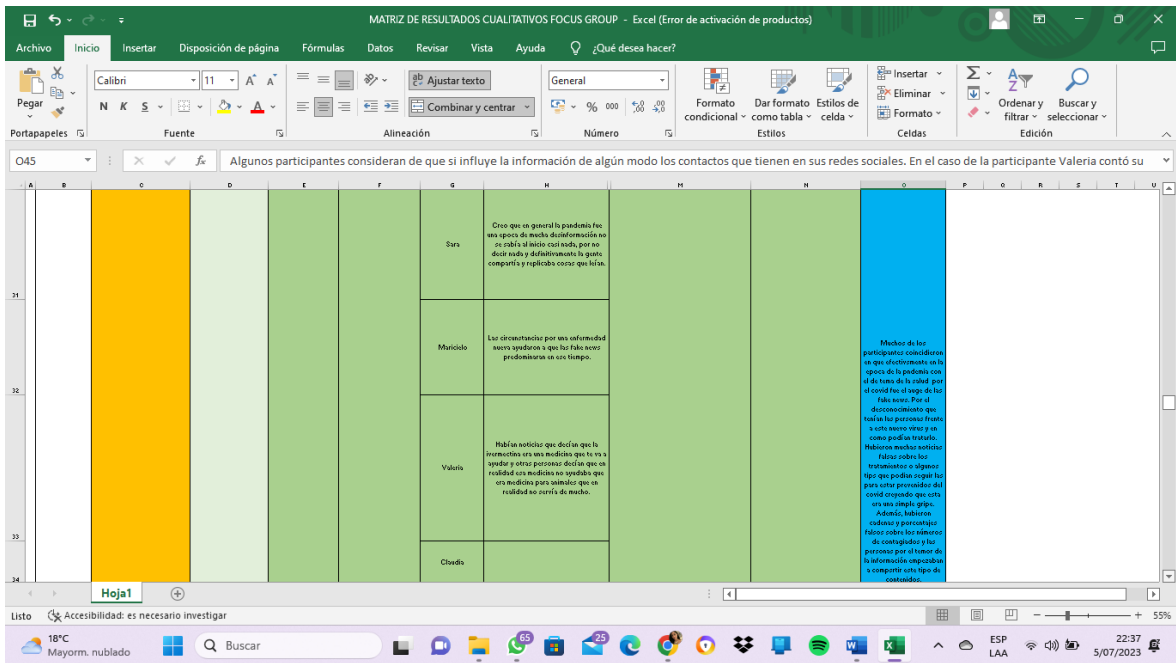 MATRIZ DE RESULTADOS CUALITATIVOS FOCUS GROUP - Excel (Error de activación de productos)
Archivo Inicio Insertar Disposición de página Fórmulas Datos Revisar Vista Ayuda ¿Qué desea hacer?
Pegar
Portapapeles
Calibri 11 A A
N K S A
Fuente
ab Ajustar texto
Combinar y centrar
Alineación
General
% 000
Número
Formato condicional
Dar formato como tabla
Estilos de celda
Estilos
Insertar
Eliminar
Formato
Celdas
Ordenar y filtrar
Buscar y seleccionar
Edición
O45 fx Algunos participantes consideran de que si influye la información de algún modo los contactos que tienen en sus redes sociales. En el caso de la participante Valeria contó su
A B C D E F G H M N O P Q R S T U
31
Sara
Creo que en general la pandemia fue
una epoca de mucha desinformación no
se sabía al inicio casi nada, por no
decir nada y definitivamente la gente
compartía y replicaba cosas que leían.
32
Maricielo
Las circunstancias por una enfermedad
nueva ayudaron a que las fake news
predominaran en ese tiempo.
33
Valeria
Habían noticias que decían que la
ivermectina era una medicina que te va a
ayudar y otras personas decían que en
realidad esa medicina no ayudaba que
era medicina para animales que en
realidad no servía de mucho.
34
Claudia
Muchos de los
participantes coincidieron
en que efectivamente en la
epoca de la pademia con
el de tema de la salud por
el covid fue el auge de las
fake news. Por el
desconocimiento que
tenían las personas frente
a este nuevo virus y en
como podían tratarlo.
Hubieron muchas noticias
falsas sobre los
tratamientos o algunos
tips que podían seguir las
para estar prevenidos del
covid creyendo que esta
era una simple gripe.
Además, hubieron
cadenas y porcentajes
falsos sobre los números
de contagiados y las
personas por el temor de
la información empezaban
a compartir este tipo de
contenidos.
Hoja1
Listo Accesibilidad: es necesario investigar 55%
18°C
Mayorm. nublado
Buscar
65
25
ESP
LAA
22:37
5/07/2023